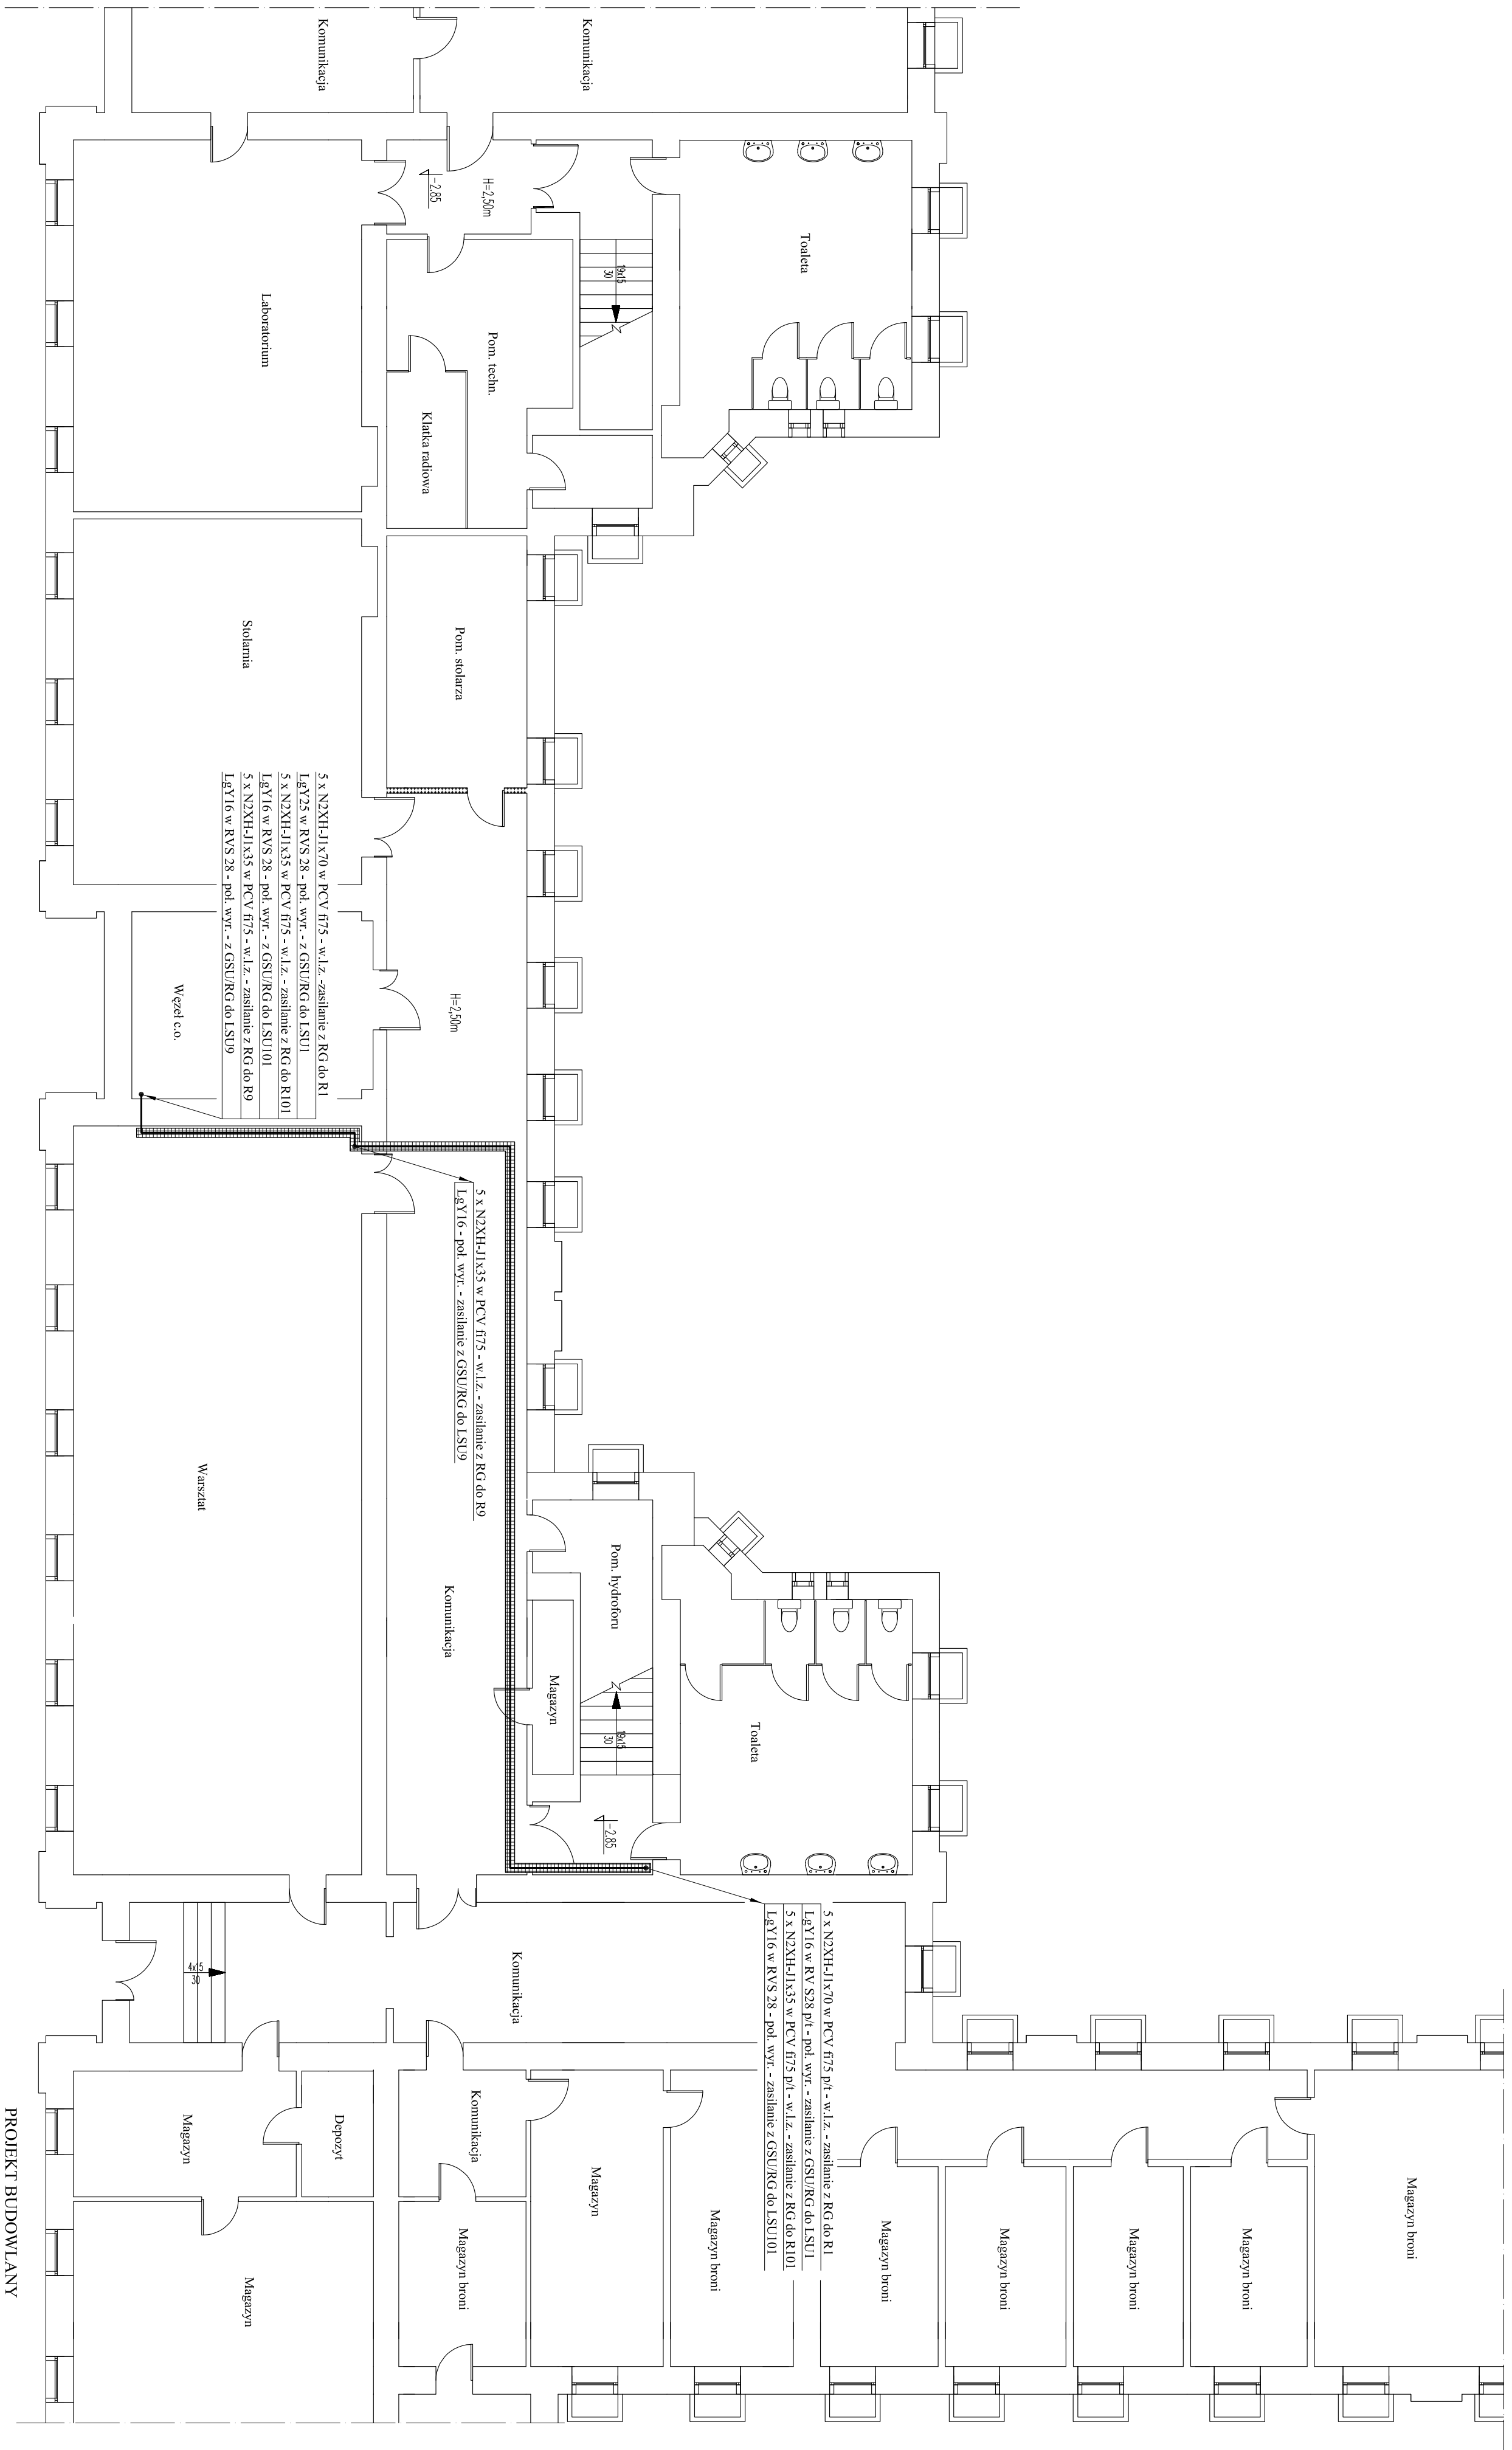 Komunikacja
Komunikacja
Toaleta
H=2,50m
-2.85
19x15
30
Laboratorium
Pom. techn.
Klatka radiowa
Stolarnia
Pom. stolarza
5 x N2XH-J1x70 w PCV fi75 - w.l.z. -zasilanie z RG do R1
LgY25 w RVS 28 - poł. wyr. - z GSU/RG do LSU1
5 x N2XH-J1x35 w PCV fi75 - w.l.z. - zasilanie z RG do R101
LgY16 w RVS 28 - poł. wyr. - z GSU/RG do LSU101
5 x N2XH-J1x35 w PCV fi75 - w.l.z. - zasilanie z RG do R9
LgY16 w RVS 28 - poł. wyr. - z GSU/RG do LSU9
Węzeł c.o.
H=2,50m
5 x N2XH-J1x35 w PCV fi75 - w.l.z. - zasilanie z RG do R9
LgY16 - poł. wyr. - zasilanie z GSU/RG do LSU9
Warsztat
Komunikacja
Pom. hydroforu
Magazyn
19x15
30
Toaleta
-2.85
5 x N2XH-J1x70 w PCV fi75 p/t - w.l.z. - zasilanie z RG do R1
LgY16 w RV S28 p/t - poł. wyr. - zasilanie z GSU/RG do LSU1
5 x N2XH-J1x35 w PCV fi75 p/t - w.l.z. - zasilanie z RG do R101
LgY16 w RVS 28 - poł. wyr. - zasilanie z GSU/RG do LSU101
4x15
30
Komunikacja
Magazyn
Depozyt
Komunikacja
Magazyn
Magazyn broni
Magazyn broni
Magazyn broni
Magazyn broni
Magazyn broni
Magazyn broni
Magazyn broni
Magazyn
PROJEKT BUDOWLANY